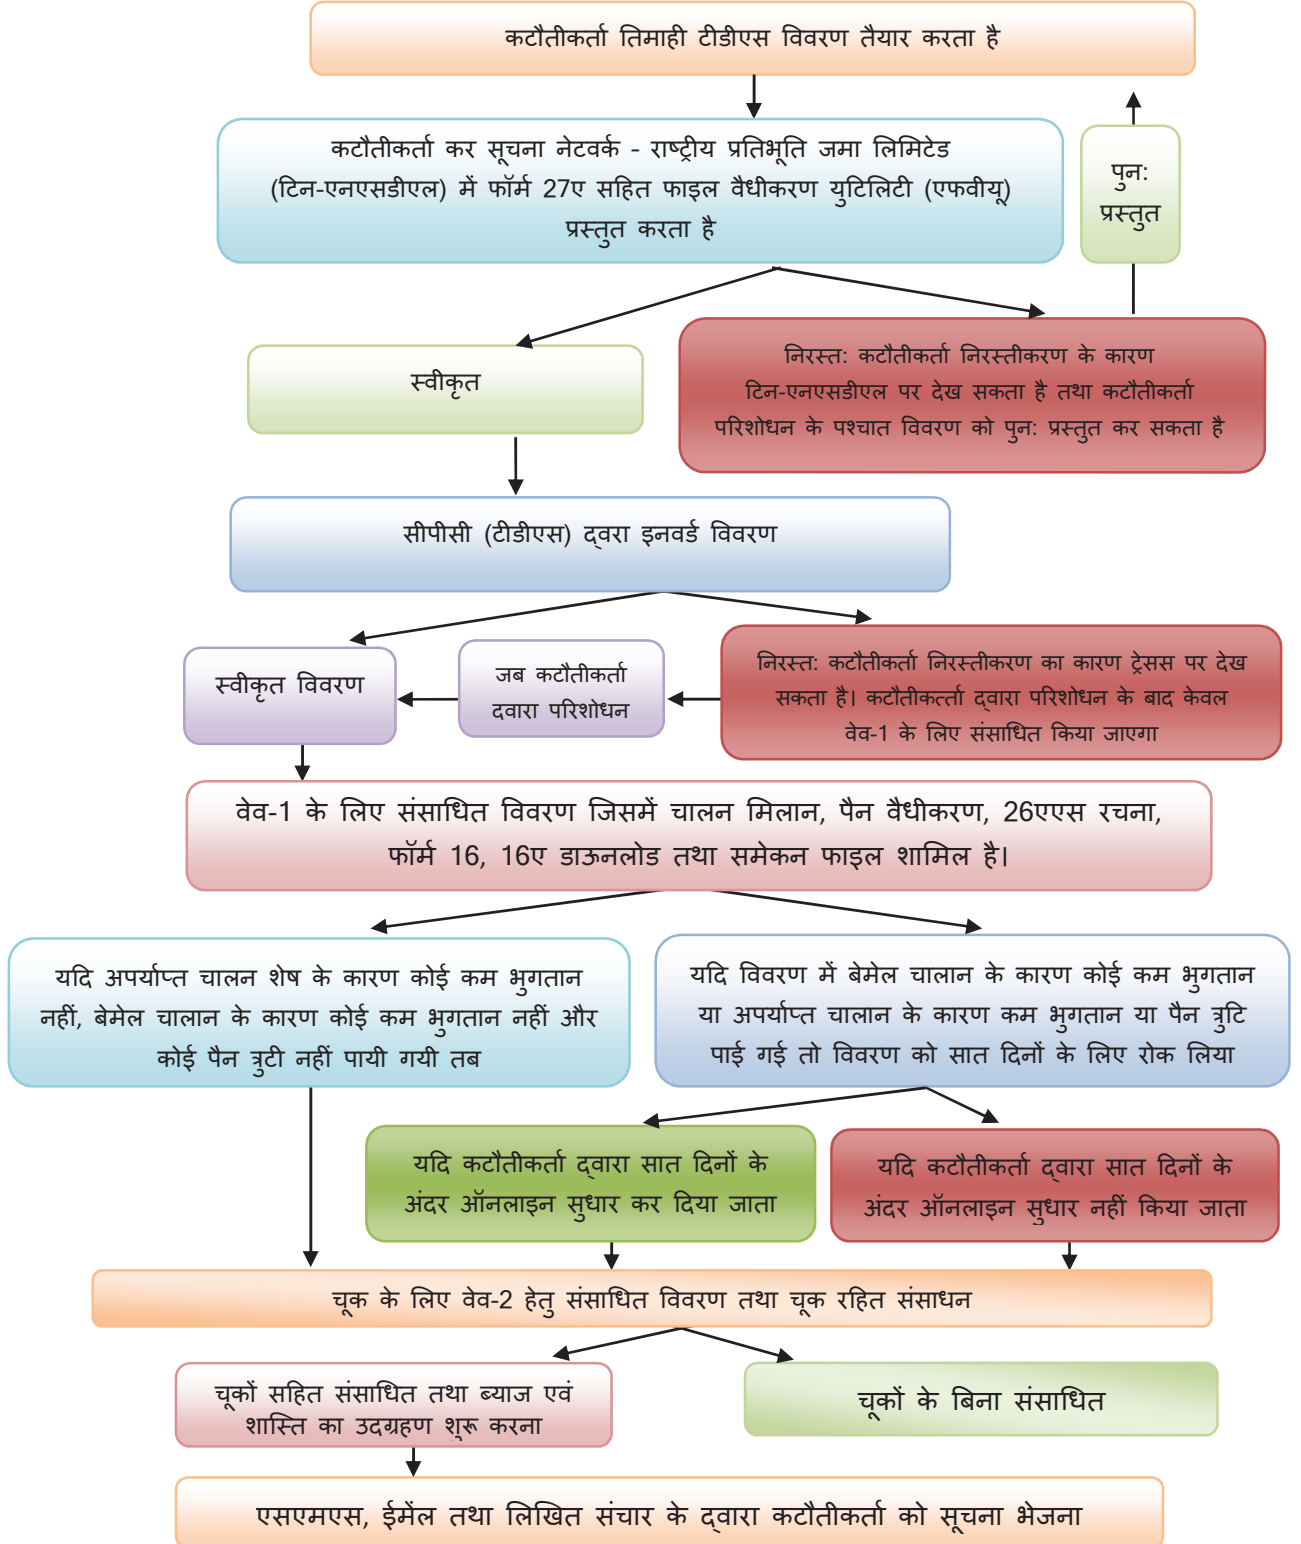 कटौतीकर्ता तिमाही टीडीएस विवरण तैयार करता है
कटौतीकर्ता कर सूचना नेटवर्क - राष्ट्रीय प्रतिभूति जमा लिमिटेड
(टिन-एनएसडीएल) में फॉर्म 27ए सहित फाइल वैधीकरण युटिलिटी (एफवीयू)
प्रस्तुत करता है
पुन:
प्रस्तुत
स्वीकृत
निरस्त: कटौतीकर्ता निरस्तीकरण के कारण
टिन-एनएसडीएल पर देख सकता है तथा कटौतीकर्ता
परिशोधन के पश्चात विवरण को पुन: प्रस्तुत कर सकता है
सीपीसी (टीडीएस) द्वरा इनवर्ड विवरण
स्वीकृत विवरण
जब कटौतीकर्ता
दवारा परिशोधन
निरस्त: कटौतीकर्ता निरस्तीकरण का कारण ट्रेसस पर देख
सकता है। कटौतीकर्त्ता द्वारा परिशोधन के बाद केवल
वेव-1 के लिए संसाधित किया जाएगा
वेव-1 के लिए संसाधित विवरण जिसमें चालन मिलान, पैन वैधीकरण, 26एएस रचना,
फॉर्म 16, 16ए डाऊनलोड तथा समेकन फाइल शामिल है।
यदि अपर्याप्त चालन शेष के कारण कोई कम भुगतान
नहीं, बेमेल चालान के कारण कोई कम भुगतान नहीं और
कोई पैन त्रुटी नहीं पायी गयी तब
यदि विवरण में बेमेल चालान के कारण कोई कम भुगतान
या अपर्याप्त चालान के कारण कम भुगतान या पैन त्रुटि
पाई गई तो विवरण को सात दिनों के लिए रोक लिया
यदि कटौतीकर्ता द्वारा सात दिनों के
अंदर ऑनलाइन सुधार कर दिया जाता
यदि कटौतीकर्ता द्वारा सात दिनों के
अंदर ऑनलाइन सुधार नहीं किया जाता
चूक के लिए वेव-2 हेतु संसाधित विवरण तथा चूक रहित संसाधन
चूकों सहित संसाधित तथा ब्याज एवं
शास्ति का उदग्रहण शुरू करना
चूकों के बिना संसाधित
एसएमएस, ईमेंल तथा लिखित संचार के द्वारा कटौतीकर्ता को सूचना भेजना